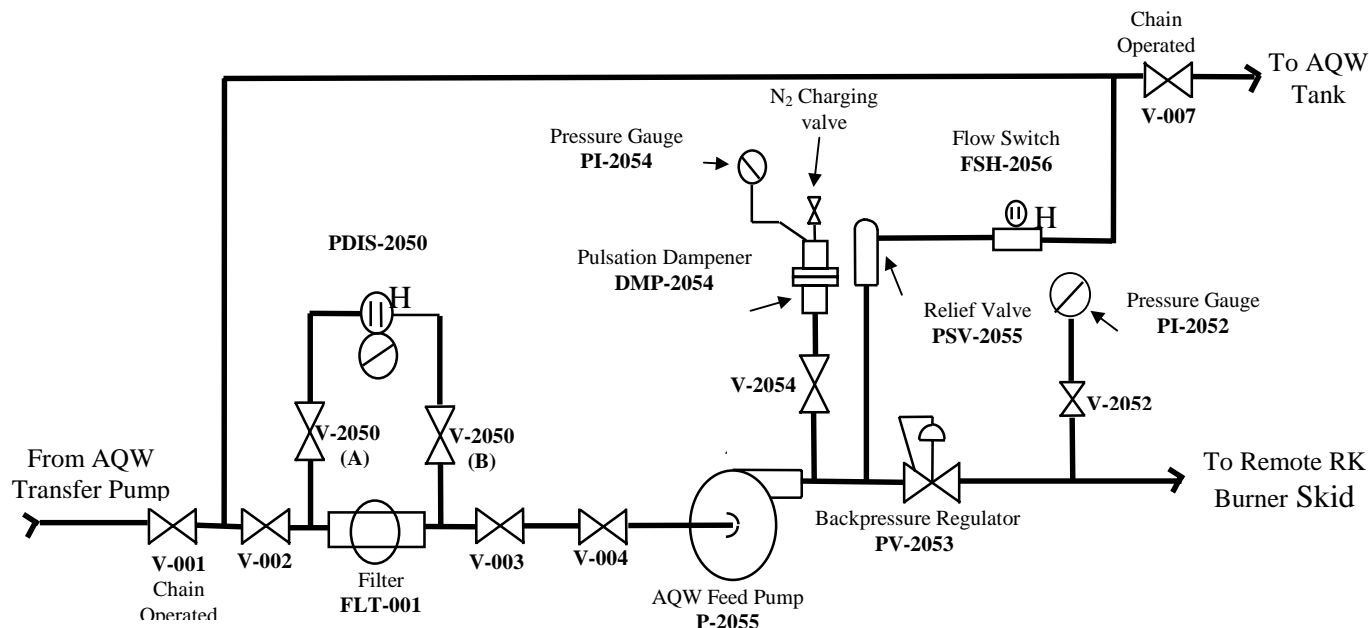 Chain
Operated
V-007
To AQW
Tank
N2 Charging
valve
Pressure Gauge
PI-2054
Flow Switch
FSH-2056
H
PDIS-2050
H
Pulsation Dampener
DMP-2054
Relief Valve
PSV-2055
Pressure Gauge
PI-2052
V-2054
V-2052
V-2050
(A)
V-2050
(B)
From AQW
Transfer Pump
To Remote RK
Burner Skid
Backpressure Regulator
PV-2053
V-001
Chain
Operated
V-002
Filter
FLT-001
V-003
V-004
AQW Feed Pump
P-2055